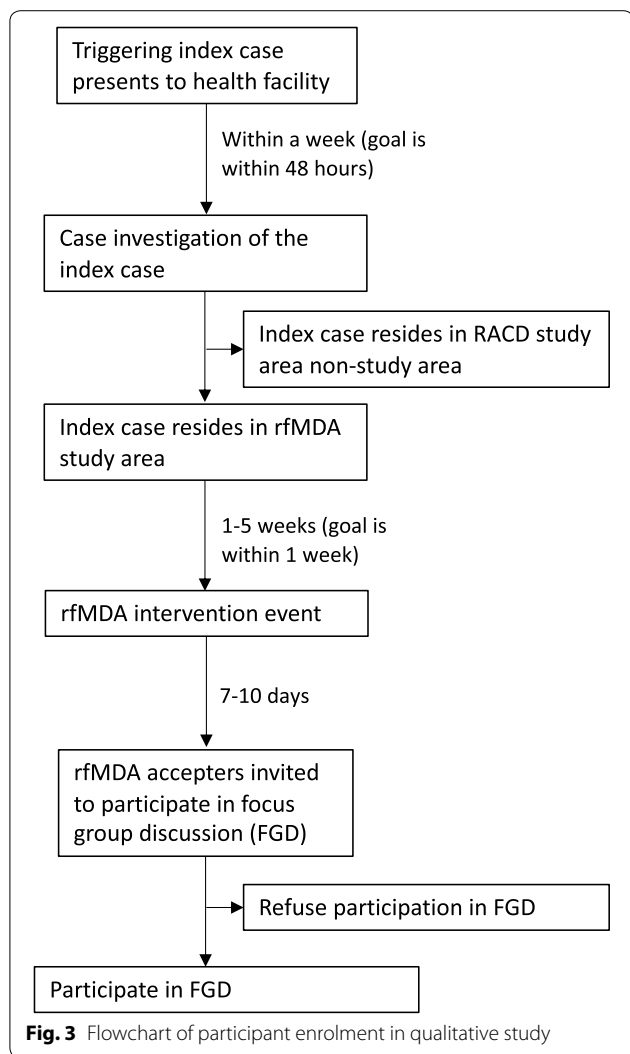 Triggering index case
presents to health facility
Within a week (goal is
within 48 hours)
Case investigation of the
index case
Index case resides in RACD study
area non-study area
Index case resides in rfMDA
study area
1-5 weeks (goal is
within 1 week)
rfMDA intervention event
7-10 days
rfMDA accepters invited
to participate in focus
group discussion (FGD)
Refuse participation in FGD
Participate in FGD
Fig. 3 Flowchart of participant enrolment in qualitative study